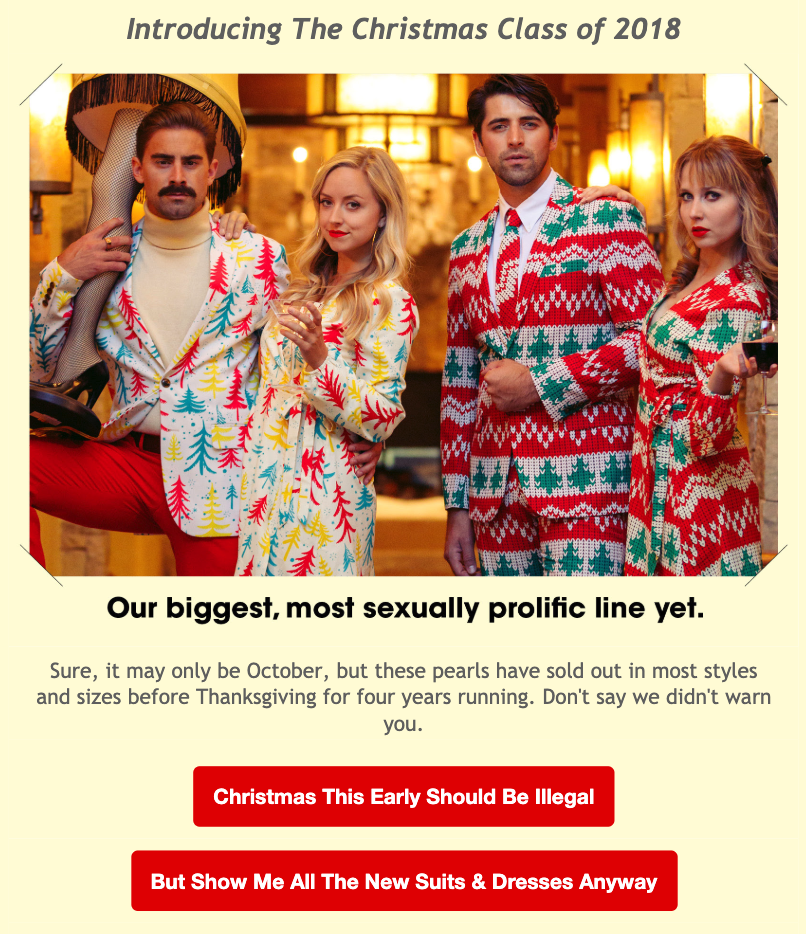 Introducing The Christmas Class of 2018
Our biggest, most sexually prolific line yet.
Sure, it may only be October, but these pearls have sold out in most styles
and sizes before Thanksgiving for four years running. Don't say we didn't warn
you.
Christmas This Early Should Be Illegal
But Show Me All The New Suits & Dresses Anyway